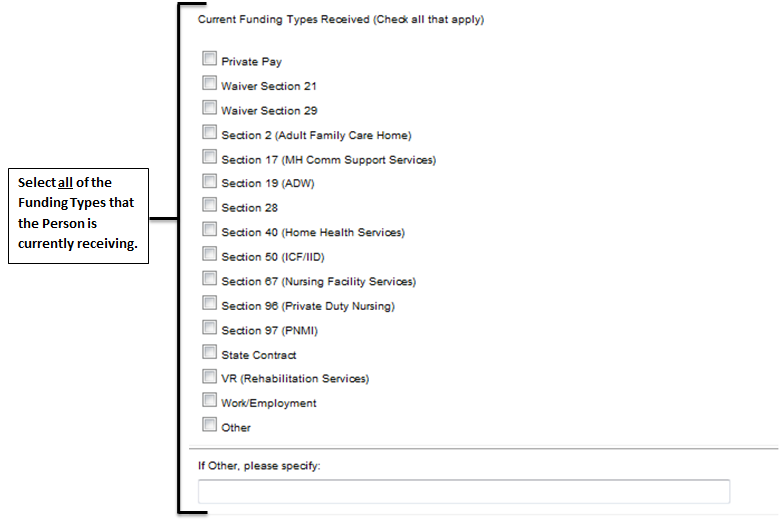 Current Funding Types Received (Check all that apply)
Private Pay
Waiver Section 21
Waiver Section 29
Section 2 (Adult Family Care Home)
Section 17 (MH Comm Support Services)
Section 19 (ADW)
Section 28
Section 40 (Home Health Services)
Section 50 (ICF/IID)
Section 67 (Nursing Facility Services)
Section 96 (Private Duty Nursing)
Section 97 (PNMI)
State Contract
VR (Rehabilitation Services)
Work/Employment
Other
If Other, please specify:
Select all of the
Funding Types that
the Person is
currently receiving.